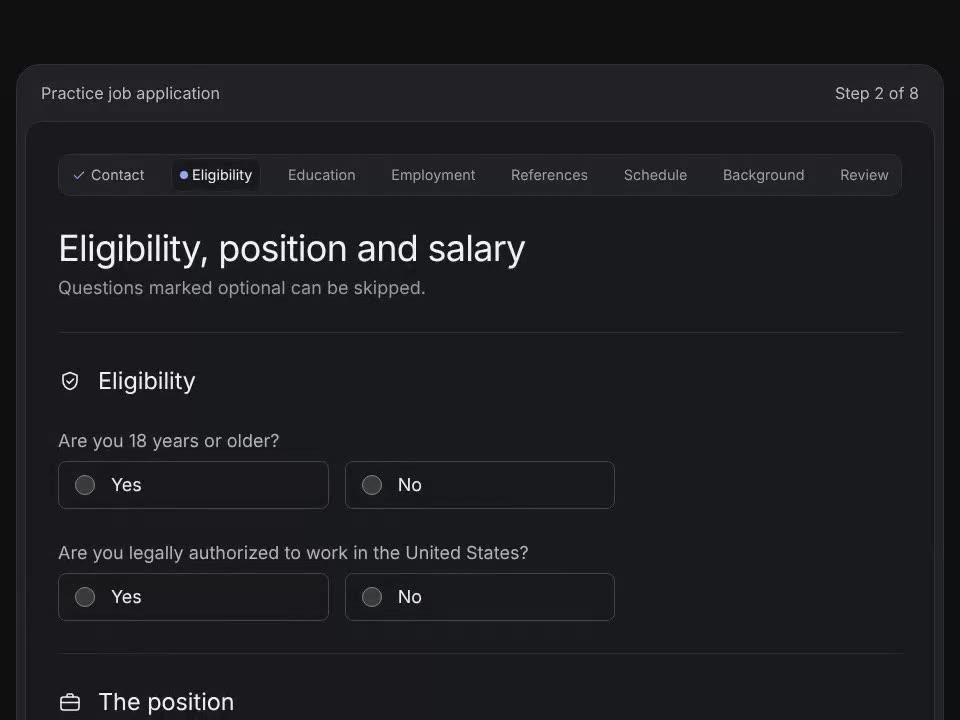 Practice job application
Step 2 of 8
Contact Eligibility Education Employment References Schedule Background Review
Eligibility, position and salary
Questions marked optional can be skipped.
Eligibility
Are you 18 years or older?
Yes No
Are you legally authorized to work in the United States?
Yes No
The position